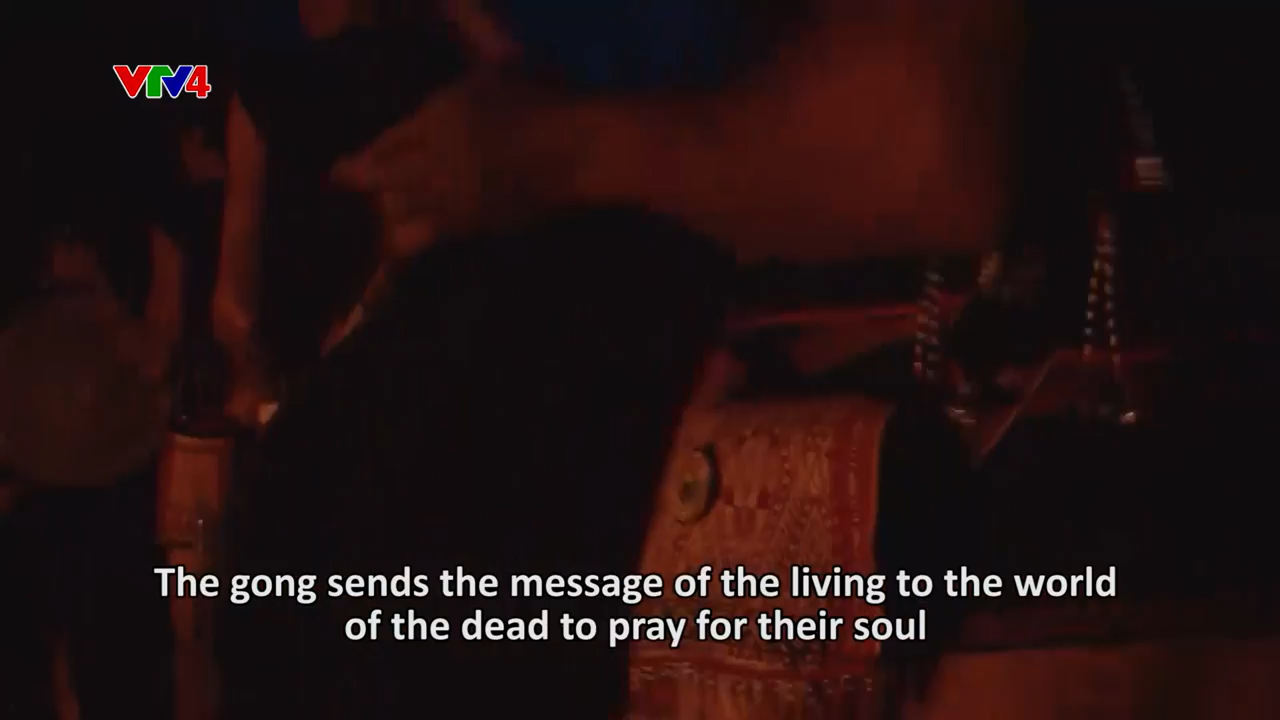 VTV4
The gong sends the message of the living to the world
of the dead to pray for their soul